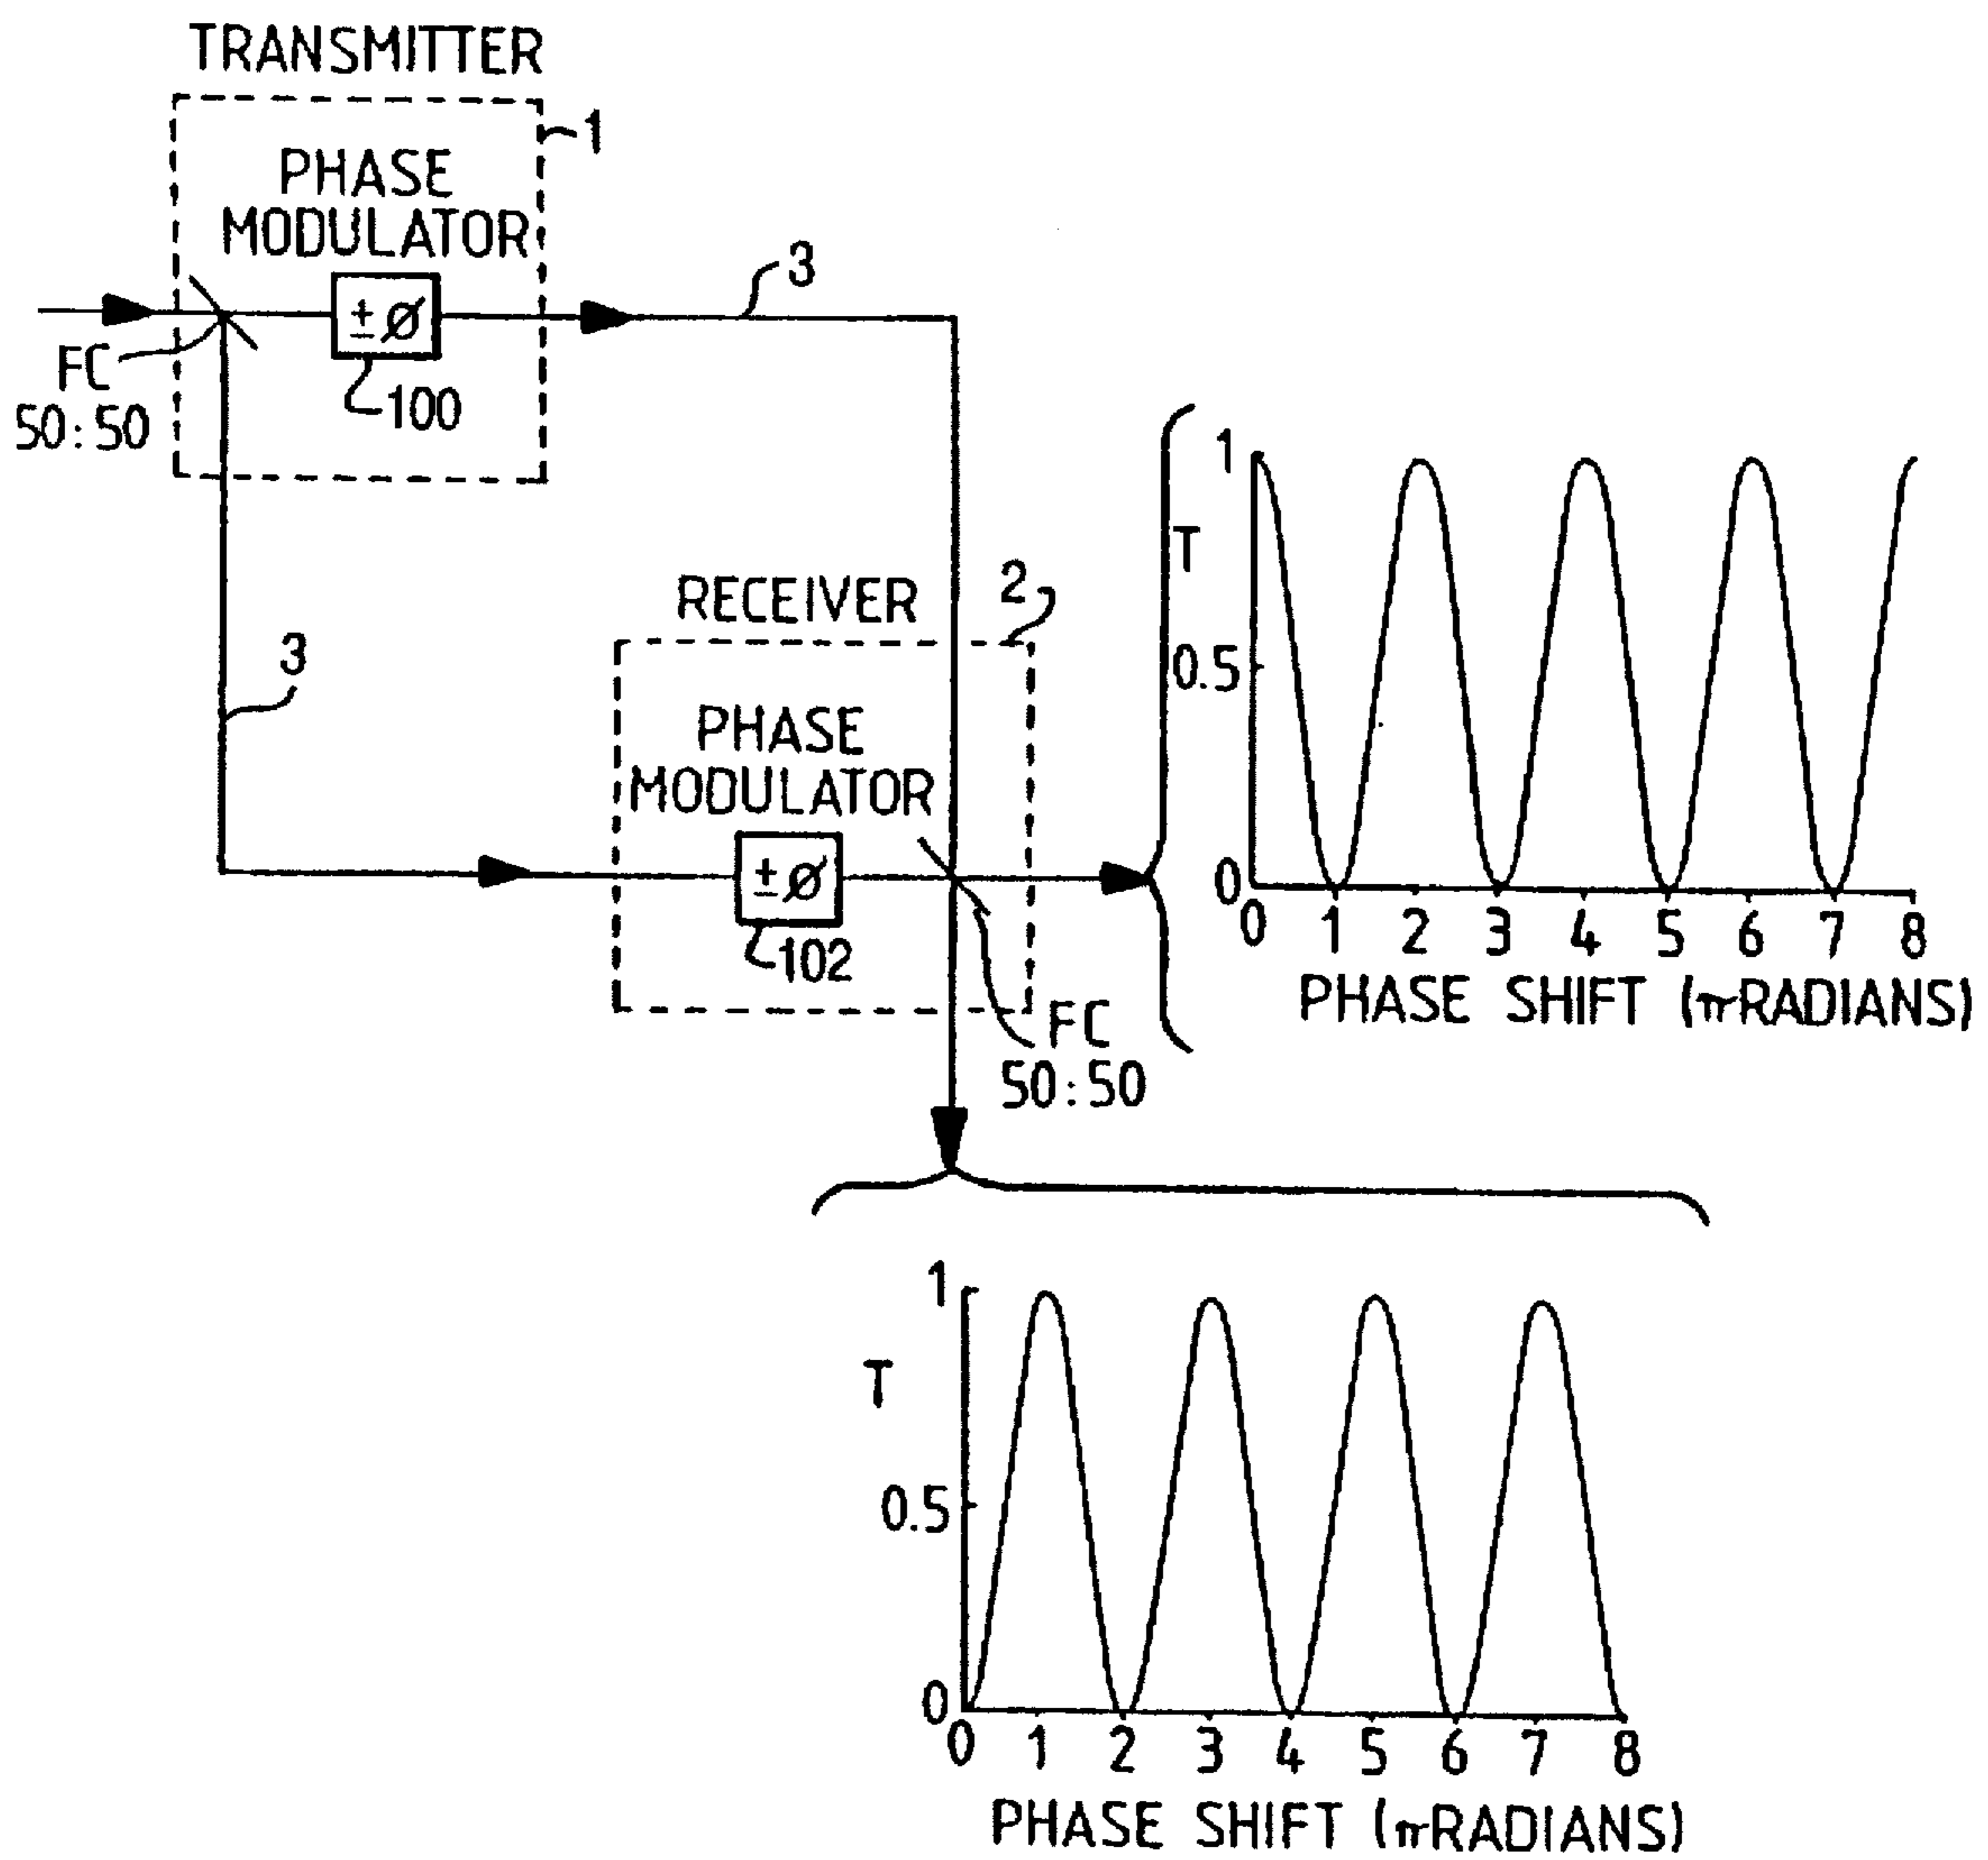 TRANSMITTER
1
PHASE
MODULATOR
± ø
100
FC
50:50
3
3
RECEIVER
2
PHASE
MODULATOR
± ø
102
FC
50:50
1
T
0.5
0
0 1 2 3 4 5 6 7 8
PHASE SHIFT (π RADIANS)
1
T
0.5
0
0 1 2 3 4 5 6 7 8
PHASE SHIFT (π RADIANS)